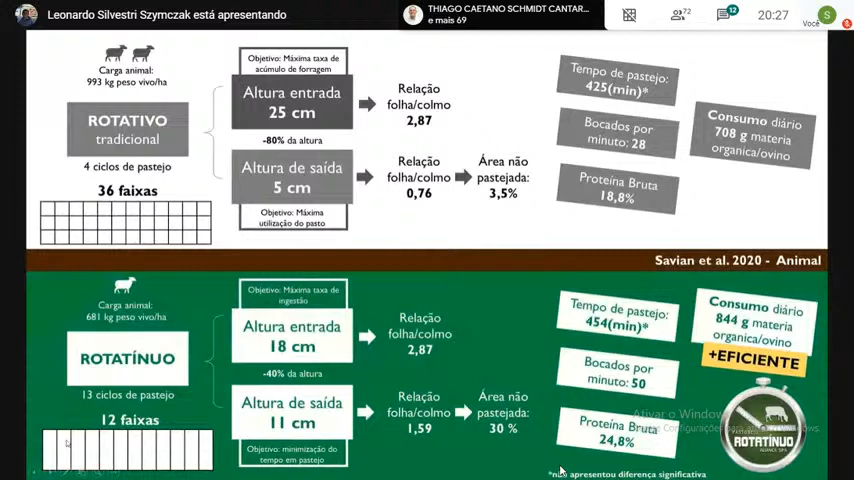 Leonardo Silvestri Szymczak está apresentando
THIAGO CAETANO SCHMIDT CANTAR...
e mais 69
72
12
20:27
Você
S
Carga animal:
993 kg peso vivo/ha
ROTATIVO
tradicional
4 ciclos de pastejo
36 faixas
Objetivo: Máxima taxa de
acúmulo de forragem
Altura entrada
25 cm
-80% da altura
Altura de saída
5 cm
Objetivo: Máxima
utilização do pasto
Relação
folha/colmo
2,87
Relação
folha/colmo
0,76
Área não
pastejada:
3,5%
Tempo de pastejo:
425(min)*
Bocados por
minuto: 28
Proteína Bruta
18,8%
Consumo diário
708 g materia
organica/ovino
Savian et al. 2020 - Animal
Carga animal:
681 kg peso vivo/ha
ROTATÍNUO
13 ciclos de pastejo
12 faixas
Objetivo: Máxima taxa de
ingestão
Altura entrada
18 cm
-40% da altura
Altura de saída
11 cm
Objetivo: minimização do
tempo em pastejo
Relação
folha/colmo
2,87
Relação
folha/colmo
1,59
Área não
pastejada:
30 %
Tempo de pastejo:
454(min)*
Bocados por
minuto: 50
Proteína Bruta
24,8%
Consumo diário
844 g materia
organica/ovino
+EFICIENTE
Ativar o Windows
ROTATÍNUO
*não apresentou diferença significativa